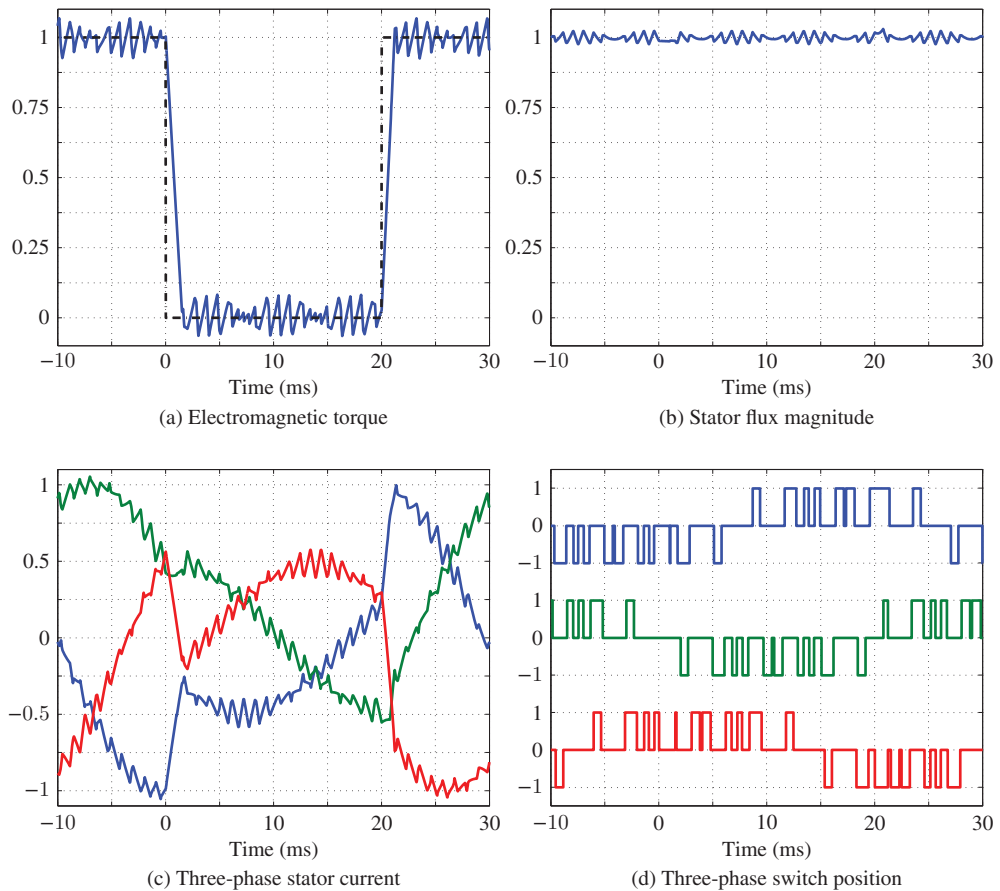 1
0.75
0.5
0.25
0
−10 0 10 20 30
Time (ms)
(a) Electromagnetic torque
1
0.75
0.5
0.25
0
−10 0 10 20 30
Time (ms)
(b) Stator flux magnitude
1
0.5
0
−0.5
−1
−10 0 10 20 30
Time (ms)
(c) Three-phase stator current
1
0
−1
1
0
−1
1
0
−1
−10 0 10 20 30
Time (ms)
(d) Three-phase switch position